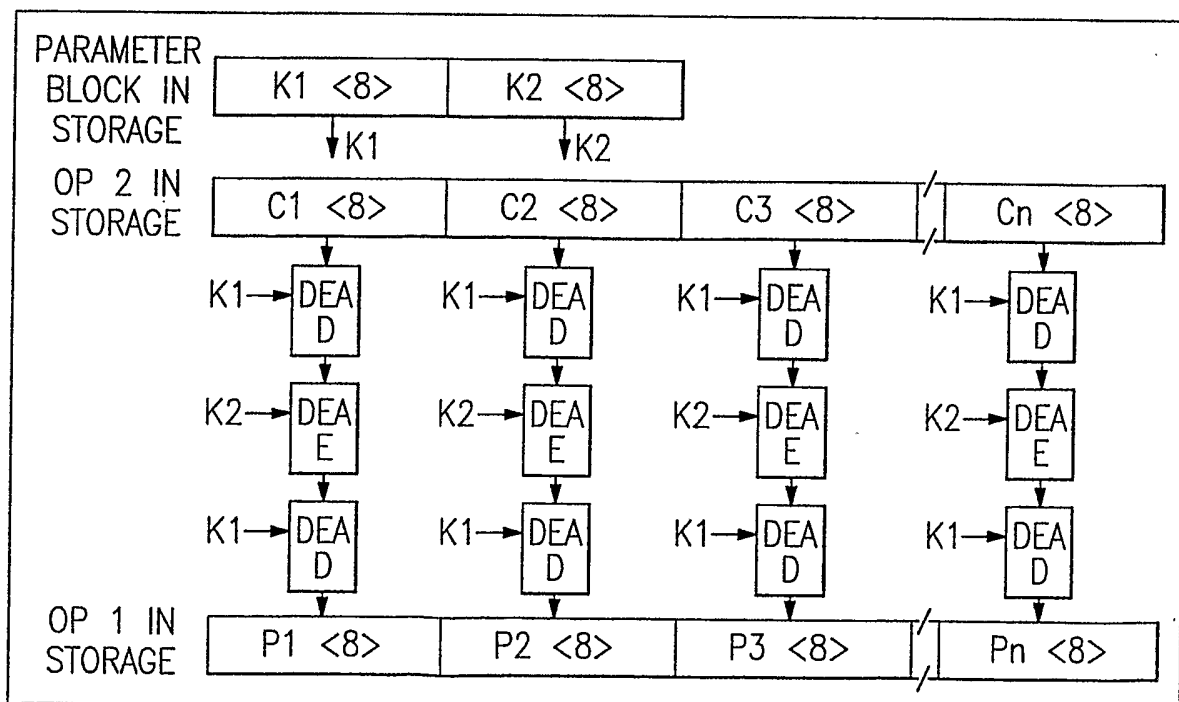 PARAMETER
BLOCK IN
STORAGE
K1 <8> K2 <8>
K1 K2
OP 2 IN
STORAGE
C1 <8> C2 <8> C3 <8> Cn <8>
K1 DEA K1 DEA K1 DEA K1 DEA
D D D D
K2 DEA K2 DEA K2 DEA K2 DEA
E E E E
K1 DEA K1 DEA K1 DEA K1 DEA
D D D D
OP 1 IN
STORAGE
P1 <8> P2 <8> P3 <8> Pn <8>